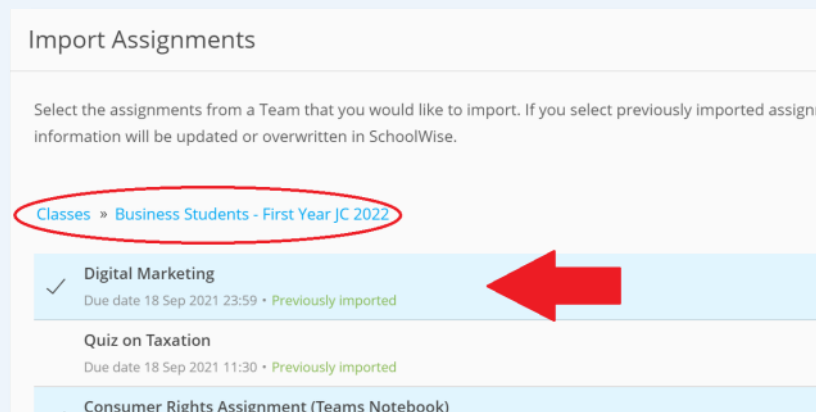 Import Assignments
Select the assignments from a Team that you would like to import. If you select previously imported
information will be updated or overwritten in SchoolWise.
Classes » Business Students - First Year JC 2022
Digital Marketing
Due date 18 Sep 2021 23:59 • Previously imported
Quiz on Taxation
Due date 18 Sep 2021 11:30 • Previously imported
Consumer Rights Assignment (Teams Notebook)